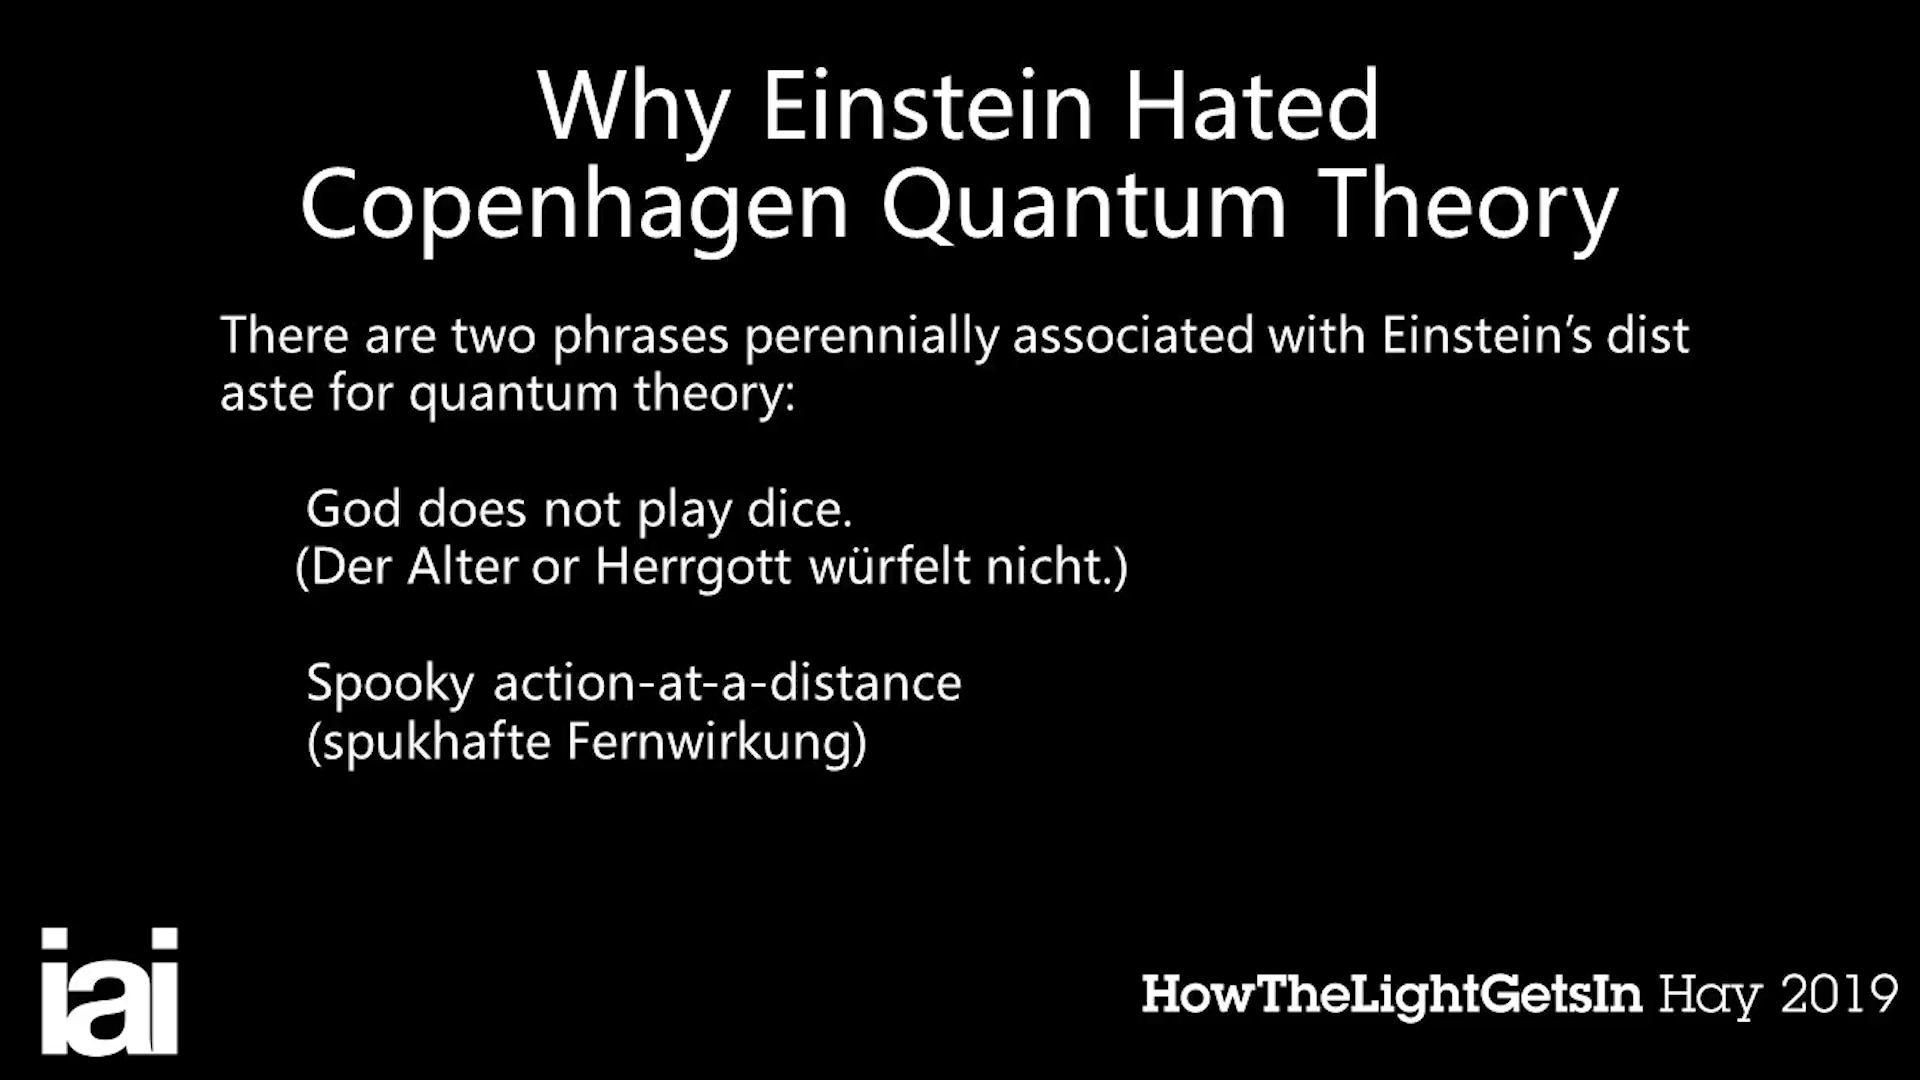 Why Einstein Hated
Copenhagen Quantum Theory
There are two phrases perennially associated with Einstein’s dist
aste for quantum theory:
God does not play dice.
(Der Alter or Herrgott würfelt nicht.)
Spooky action-at-a-distance
(spukhafte Fernwirkung)
iai
HowTheLightGetsIn Hay 2019